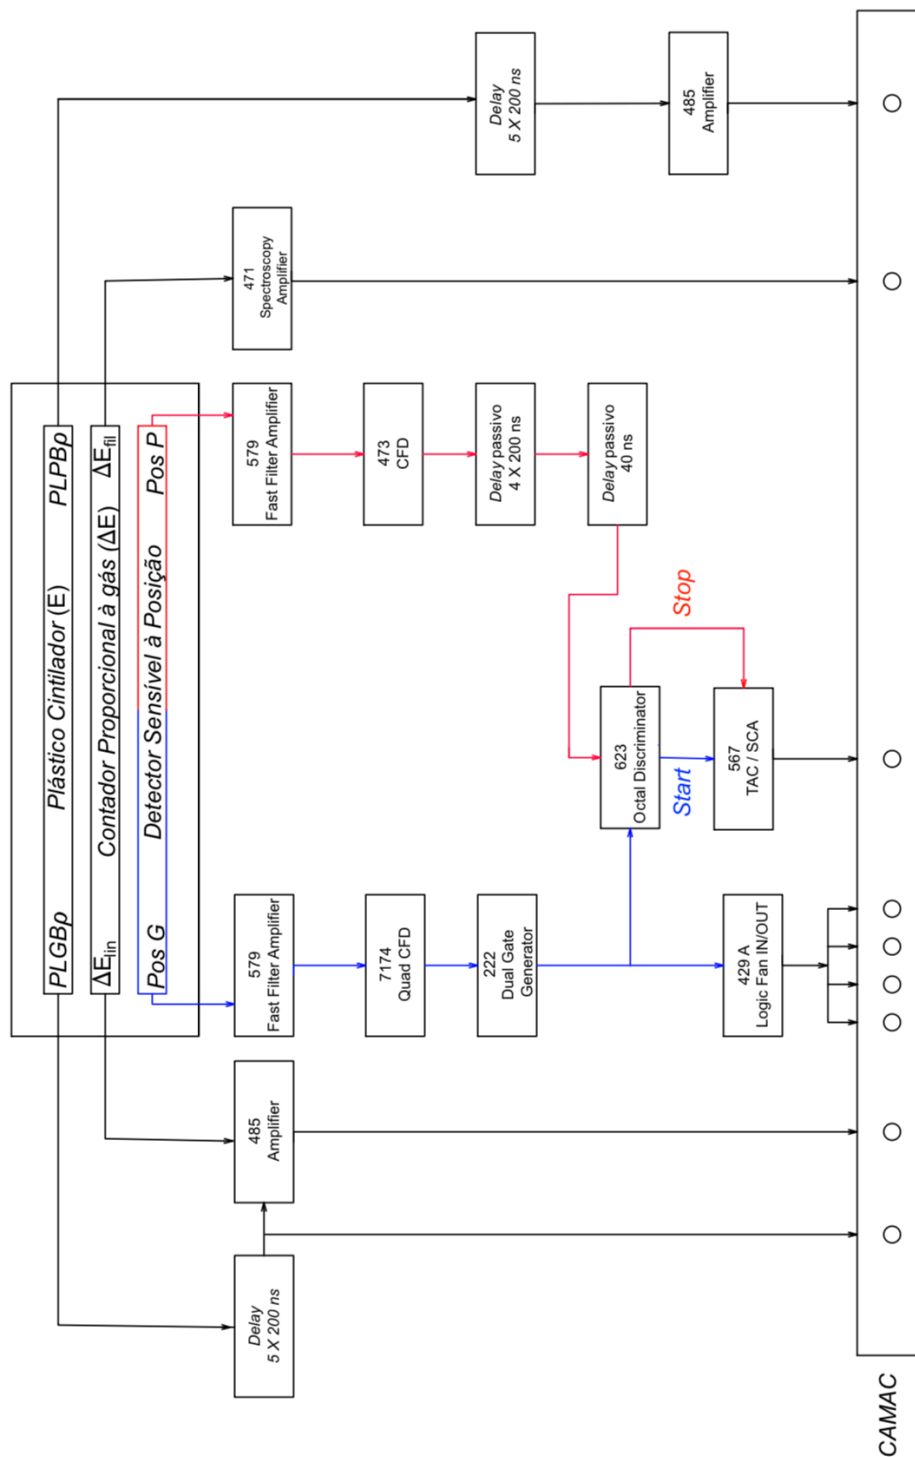 PLGBρ Plástico Cintilador (E) PLPBρ
ΔE_in Contador Proporcional à gás (ΔE) ΔE_fil
Pos G Detector Sensível à Posição Pos P
Delay
5 X 200 ns
485
Amplifier
579
Fast Filter Amplifier
579
Fast Filter Amplifier
471
Spectroscopy
Amplifier
7174
Quad CFD
473
CFD
222
Dual Gate
Generator
Delay passivo
4 X 200 ns
Delay
5 X 200 ns
Delay passivo
40 ns
623
Octal Discriminator
485
Amplifier
Start
Stop
429 A
Logic Fan IN/OUT
567
TAC / SCA
CAMAC